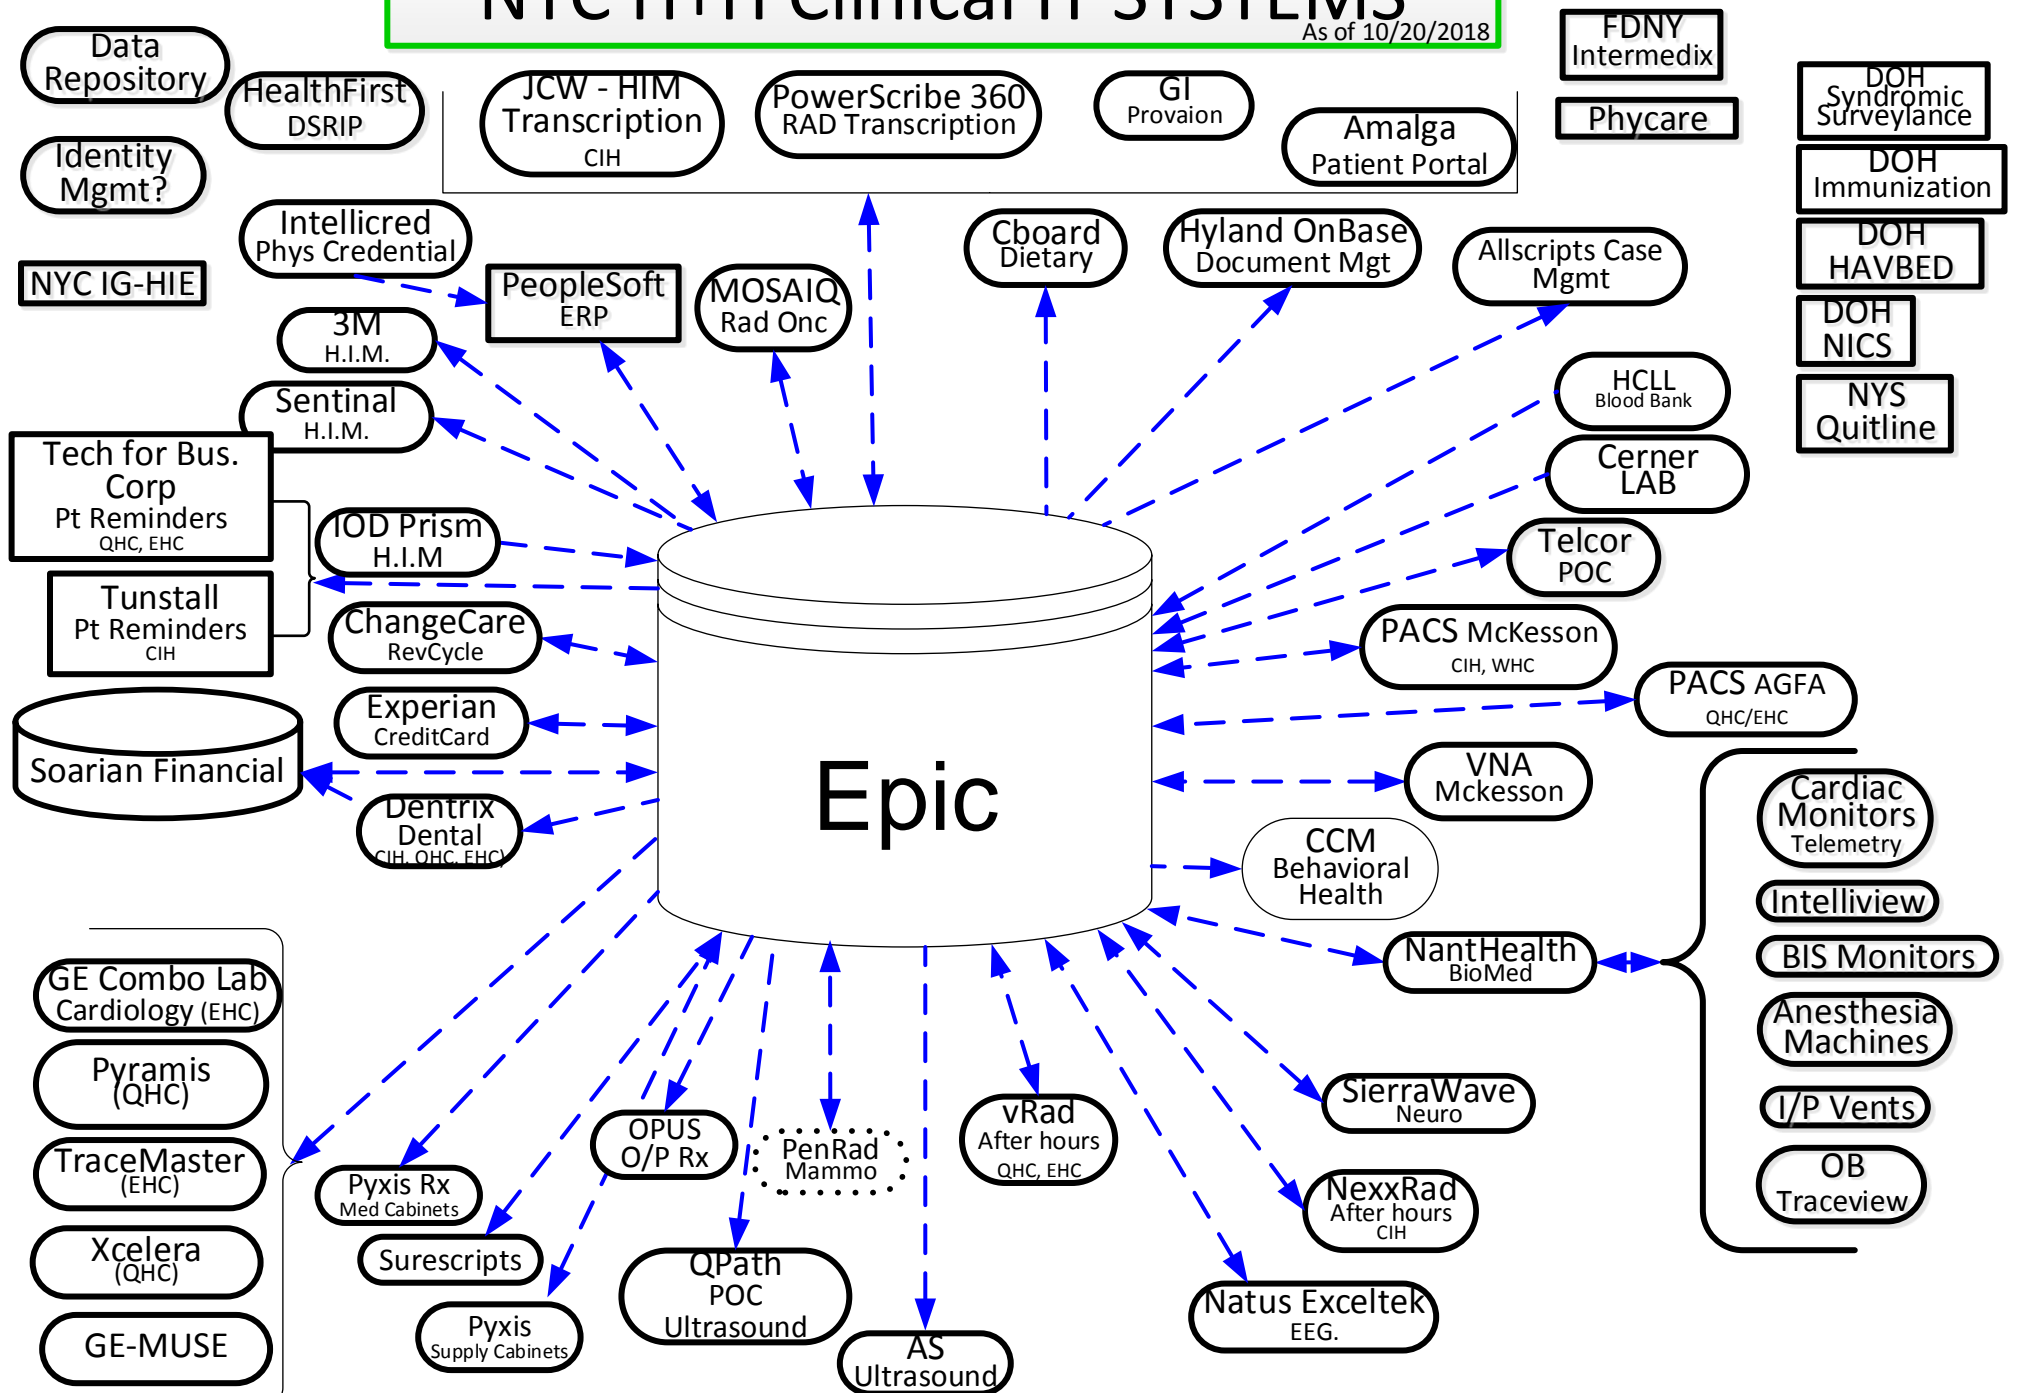 NYC H+H Clinical IT SYSTEMS
As of 10/20/2018
Data
Repository
HealthFirst
DSRIP
JCW - HIM
Transcription
CIH
PowerScribe 360
RAD Transcription
GI
Provaion
Amalga
Patient Portal
FDNY
Intermedix
Phycare
DOH
Syndromic
Surveylance
DOH
Immunization
DOH
HAVBED
DOH
NICS
NYS
Quitline
Identity
Mgmt?
NYC IG-HIE
Intellicred
Phys Credential
PeopleSoft
ERP
MOSAIQ
Rad Onc
Cboard
Dietary
Hyland OnBase
Document Mgt
Allscripts Case
Mgmt
3M
H.I.M.
Sentinal
H.I.M.
HCLL
Blood Bank
Cerner
LAB
Telcor
POC
Tech for Bus.
Corp
Pt Reminders
QHC, EHC
IOD Prism
H.I.M
Tunstall
Pt Reminders
CIH
ChangeCare
RevCycle
PACS McKesson
CIH, WHC
PACS AGFA
QHC/EHC
Experian
CreditCard
Soarian Financial
Epic
VNA
Mckesson
Dentrix
Dental
CIH, QHC, EHC)
CCM
Behavioral
Health
NantHealth
BioMed
Cardiac
Monitors
Telemetry
Intelliview
BIS Monitors
Anesthesia
Machines
I/P Vents
OB
Traceview
GE Combo Lab
Cardiology (EHC)
Pyramis
(QHC)
TraceMaster
(EHC)
Xcelera
(QHC)
GE-MUSE
Pyxis Rx
Med Cabinets
Surescripts
Pyxis
Supply Cabinets
OPUS
O/P Rx
QPath
POC
Ultrasound
PenRad
Mammo
AS
Ultrasound
vRad
After hours
QHC, EHC
SierraWave
Neuro
NexxRad
After hours
CIH
Natus Exceltek
EEG.